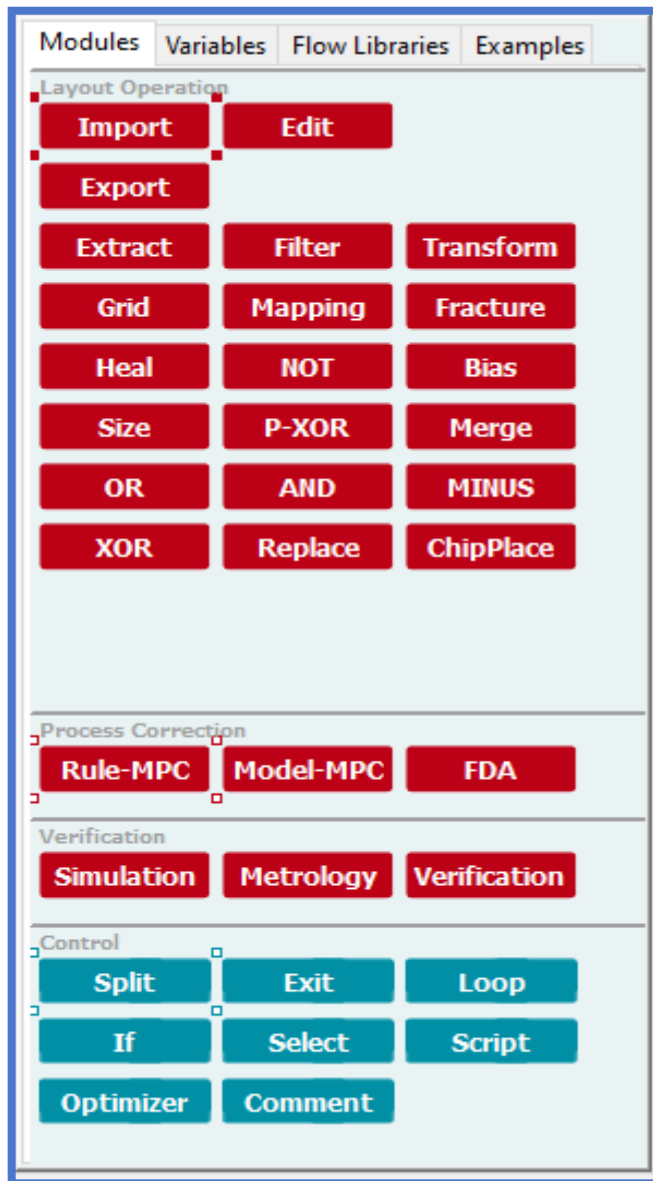 Modules Variables Flow Libraries Examples
Layout Operation
Import Edit
Export
Extract Filter Transform
Grid Mapping Fracture
Heal NOT Bias
Size P-XOR Merge
OR AND MINUS
XOR Replace ChipPlace
Process Correction
Rule-MPC Model-MPC FDA
Verification
Simulation Metrology Verification
Control
Split Exit Loop
If Select Script
Optimizer Comment